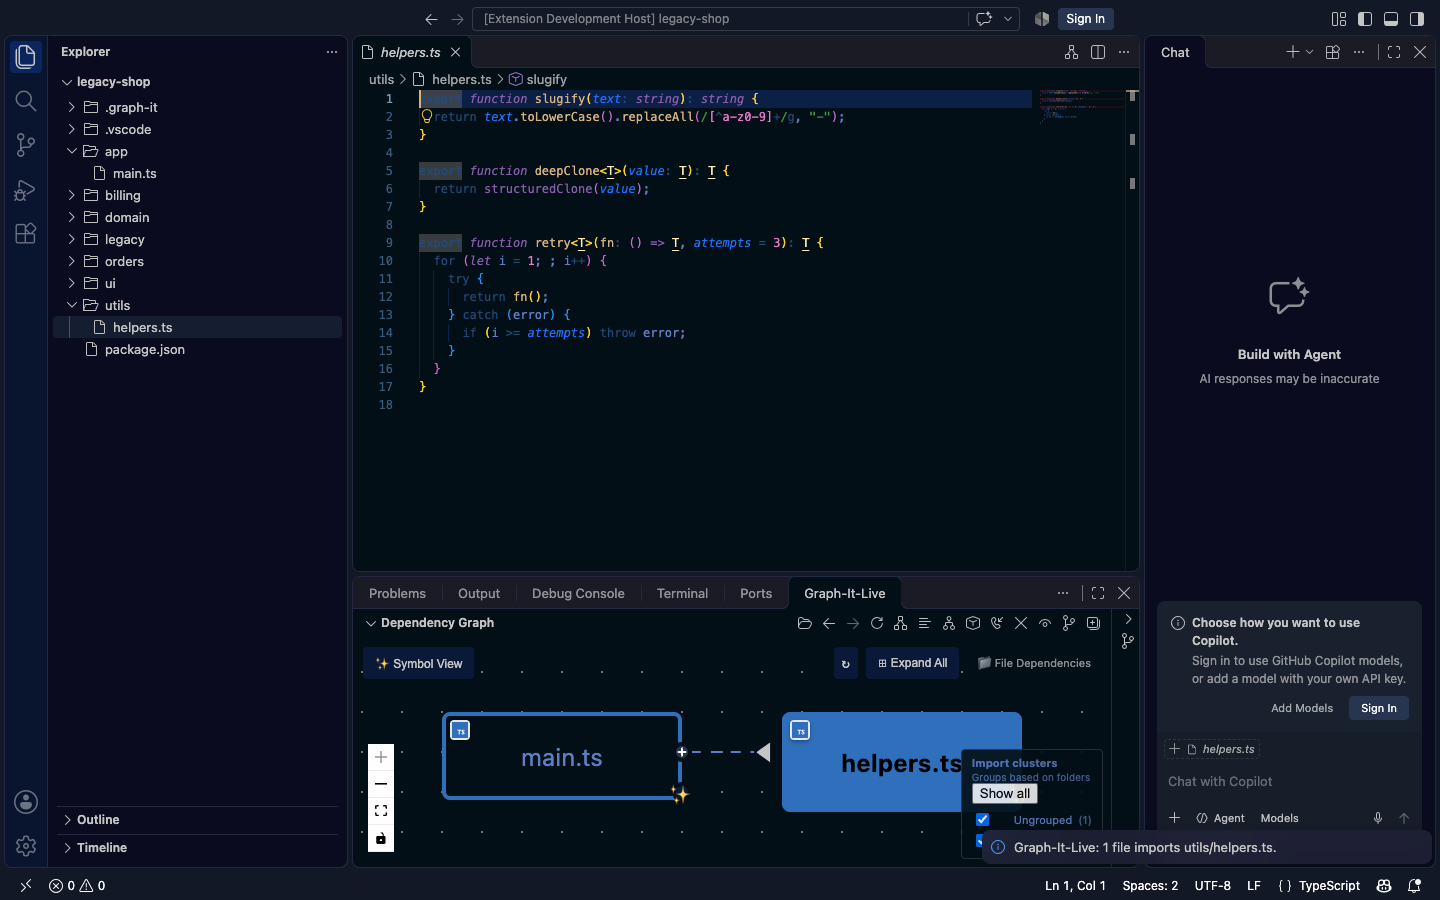 [Extension Development Host] legacy-shop
Sign In
Explorer
legacy-shop
.graph-it
.vscode
app
main.ts
billing
domain
legacy
orders
ui
utils
helpers.ts
package.json
Outline
Timeline
helpers.ts
utils > helpers.ts > slugify
1 export function slugify(text: string): string {
2 return text.toLowerCase().replaceAll(/[^a-z0-9]+/g, "-");
3 }
4
5 export function deepClone<T>(value: T): T {
6 return structuredClone(value);
7 }
8
9 export function retry<T>(fn: () => T, attempts = 3): T {
10 for (let i = 1; ; i++) {
11 try {
12 return fn();
13 } catch (error) {
14 if (i >= attempts) throw error;
15 }
16 }
17 }
18
Problems Output Debug Console Terminal Ports Graph-It-Live
Dependency Graph
Symbol View
Expand All
File Dependencies
TS
main.ts
TS
helpers.ts
Import clusters
Groups based on folders
Show all
Ungrouped (1)
Graph-It-Live: 1 file imports utils/helpers.ts.
Chat
Build with Agent
AI responses may be inaccurate
Choose how you want to use
Copilot.
Sign in to use GitHub Copilot models,
or add a model with your own API key.
Add Models Sign In
helpers.ts
Chat with Copilot
Agent Models
0 0
Ln 1, Col 1 Spaces: 2 UTF-8 LF { } TypeScript